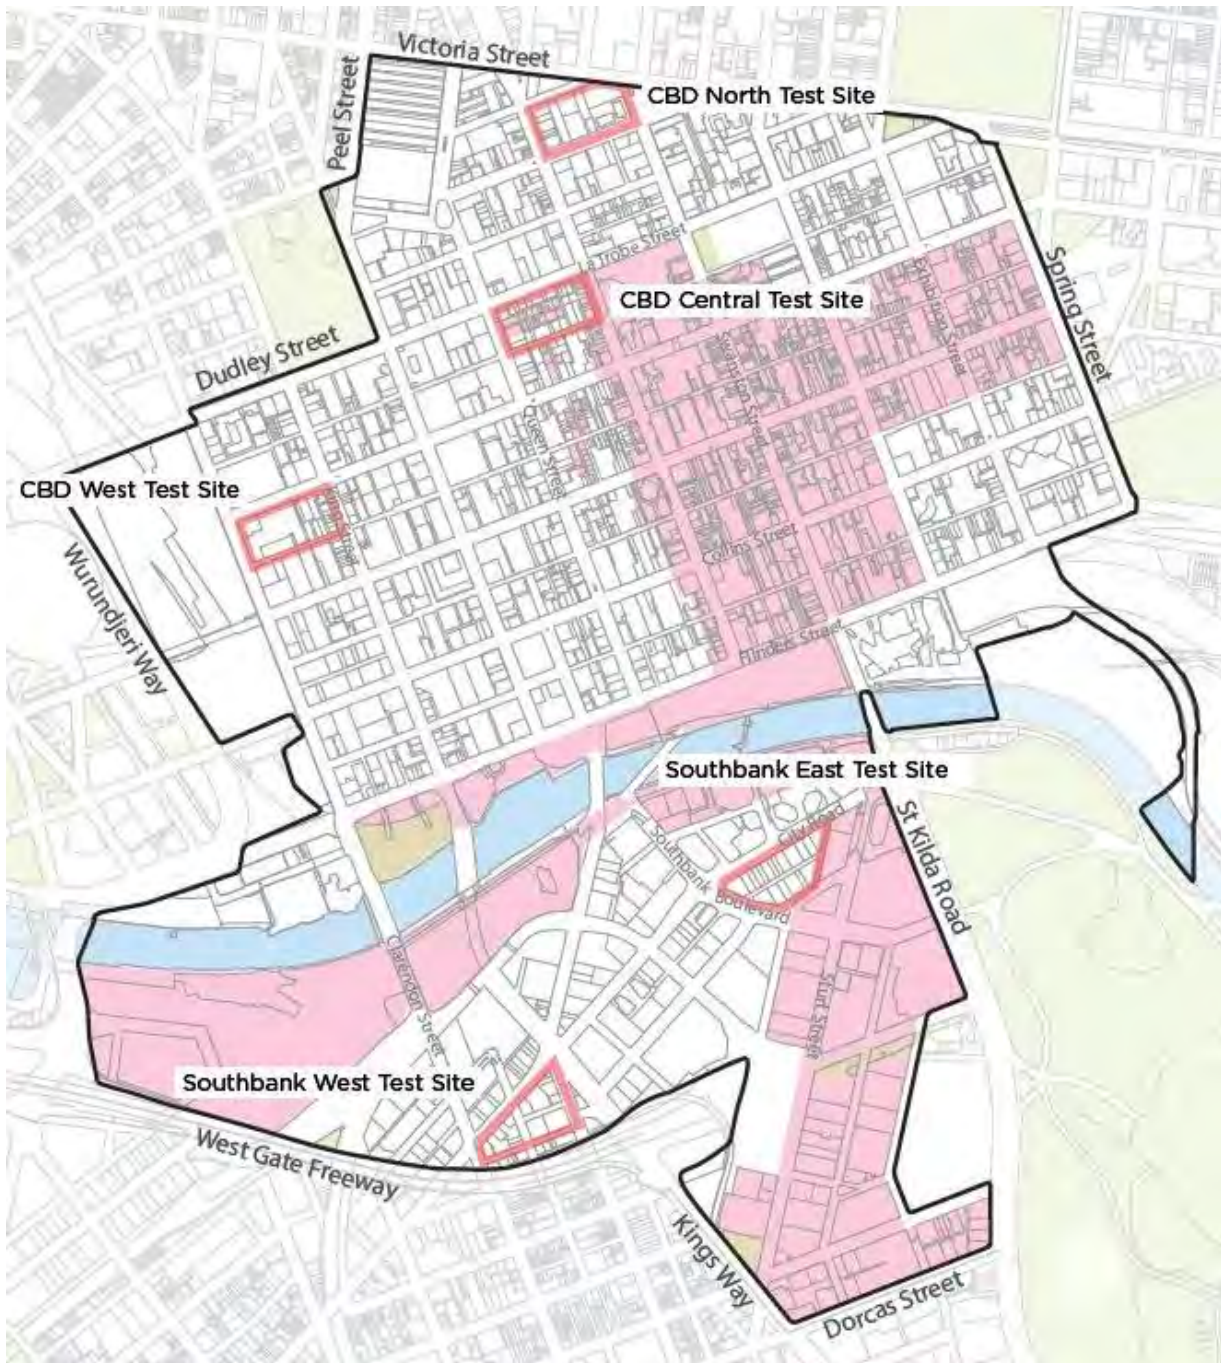 Victoria Street
Peel Street
CBD North Test Site
La Trobe Street
Spring Street
Exhibition Street
CBD Central Test Site
Swanston Street
Dudley Street
Queen Street
CBD West Test Site
King Street
Collins Street
Wurundjeri Way
Flinders Street
Southbank East Test Site
City Road
St Kilda Road
Southbank
Boulevard
Clarendon Street
Sturt Street
Southbank West Test Site
West Gate Freeway
Kings Way
Dorcas Street